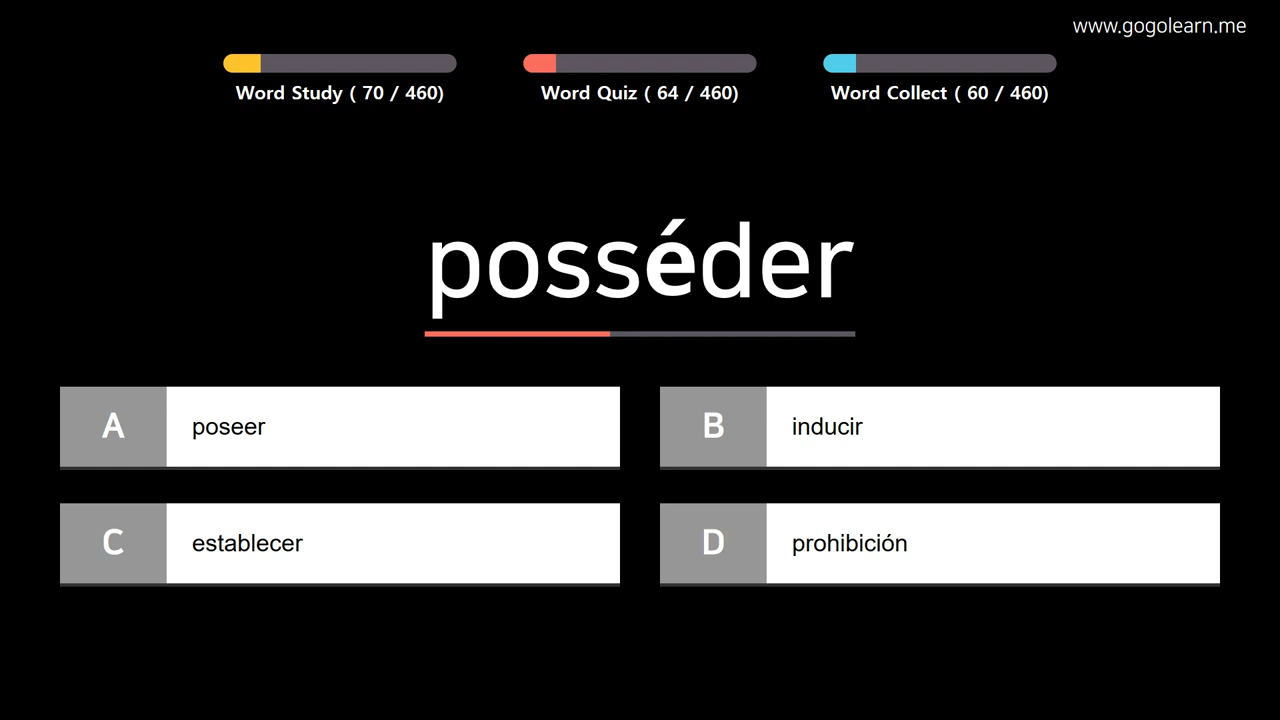 www.gogolearn.me
Word Study ( 70 / 460)
Word Quiz ( 64 / 460)
Word Collect ( 60 / 460)
posséder
A poseer
B inducir
C establecer
D prohibición